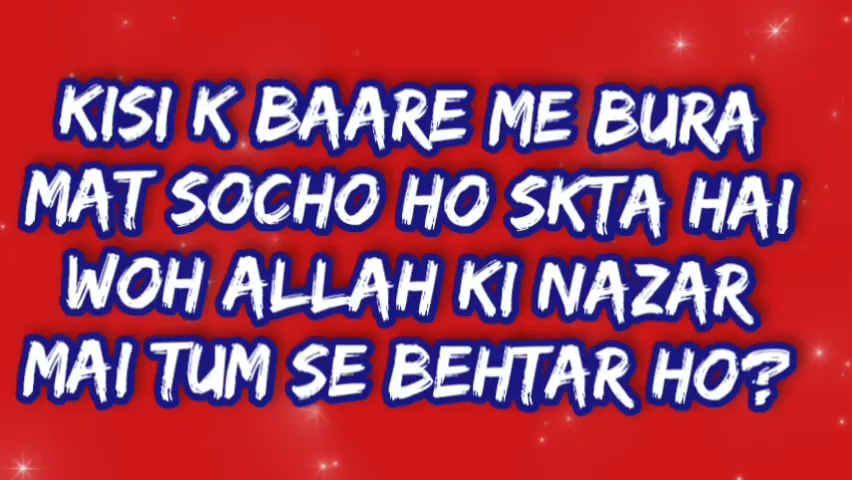 KISI K BAARE ME BURA
MAT SOCHO HO SKTA HAI
WOH ALLAH KI NAZAR
MAI TUM SE BEHTAR HO?